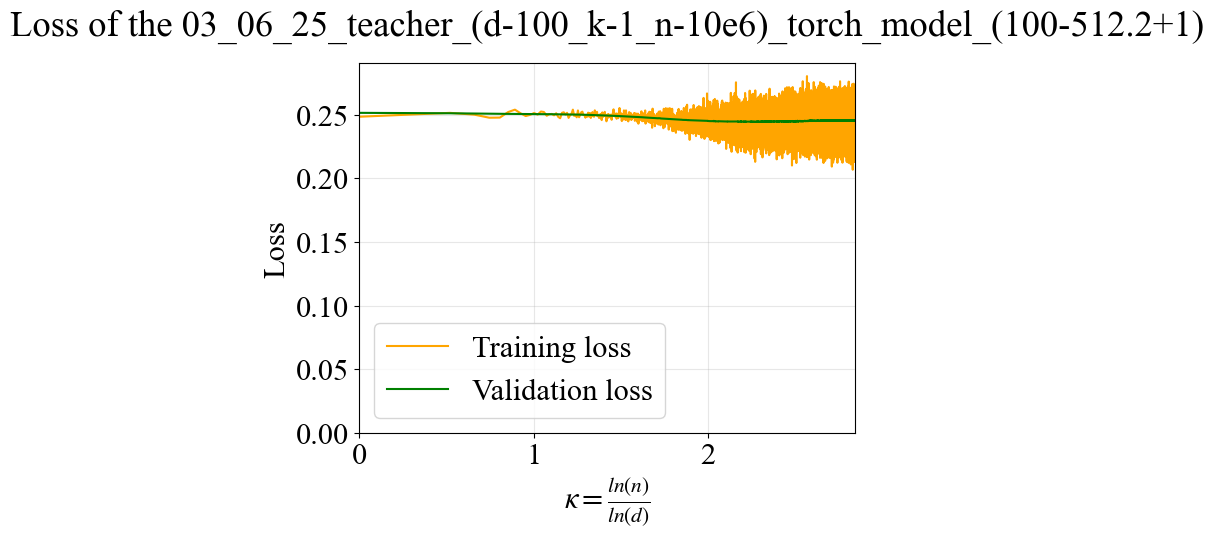 Loss of the 03_06_25_teacher_(d-100_k-1_n-10e6)_torch_model_(100-512.2+1)
0.25
0.20
0.15
0.10
0.05
0.00
Loss
Training loss
Validation loss
0 1 2
κ = ln(n)/ln(d)